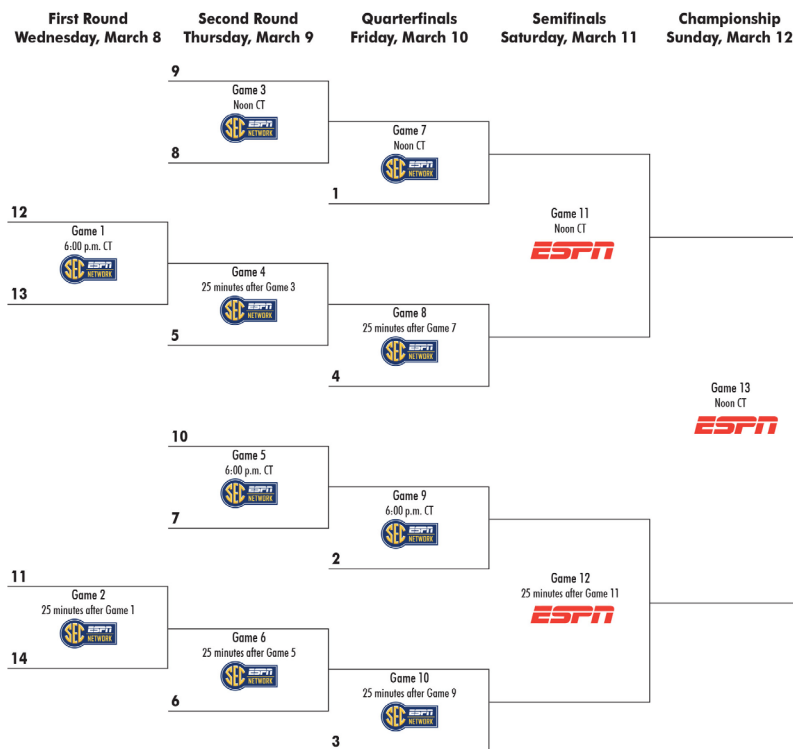 First Round
Wednesday, March 8
Second Round
Thursday, March 9
Quarterfinals
Friday, March 10
Semifinals
Saturday, March 11
Championship
Sunday, March 12
9
Game 3
Noon CT
SEC ESPN NETWORK
8
Game 7
Noon CT
SEC ESPN NETWORK
1
12
Game 1
6:00 p.m. CT
SEC ESPN NETWORK
13
Game 4
25 minutes after Game 3
SEC ESPN NETWORK
5
Game 8
25 minutes after Game 7
SEC ESPN NETWORK
4
Game 11
Noon CT
ESPN
Game 13
Noon CT
ESPN
10
Game 5
6:00 p.m. CT
SEC ESPN NETWORK
7
Game 9
6:00 p.m. CT
SEC ESPN NETWORK
2
11
Game 2
25 minutes after Game 1
SEC ESPN NETWORK
14
Game 6
25 minutes after Game 5
SEC ESPN NETWORK
6
Game 10
25 minutes after Game 9
SEC ESPN NETWORK
3
Game 12
25 minutes after Game 11
ESPN